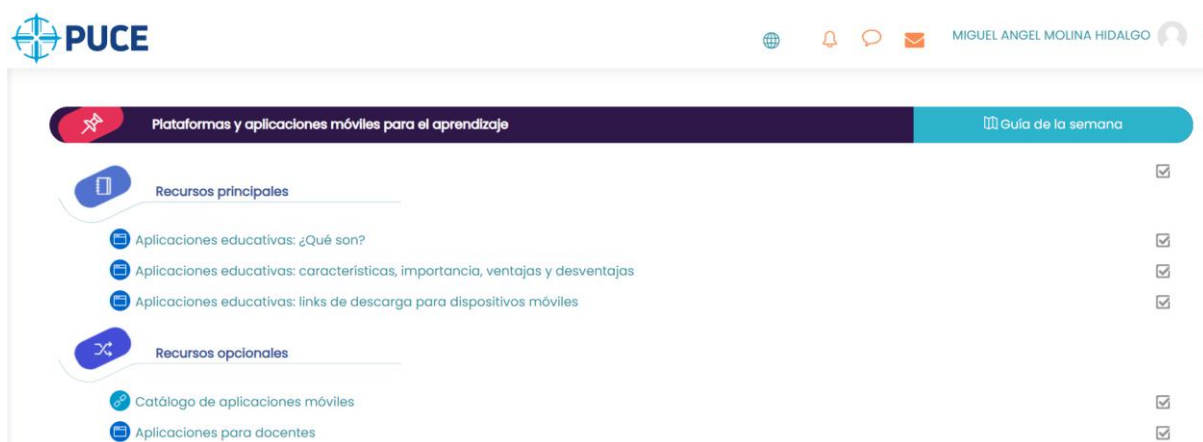 PUCE
MIGUEL ANGEL MOLINA HIDALGO
Plataformas y aplicaciones móviles para el aprendizaje
Guía de la semana
Recursos principales
Aplicaciones educativas: ¿Qué son?
Aplicaciones educativas: características, importancia, ventajas y desventajas
Aplicaciones educativas: links de descarga para dispositivos móviles
Recursos opcionales
Catálogo de aplicaciones móviles
Aplicaciones para docentes